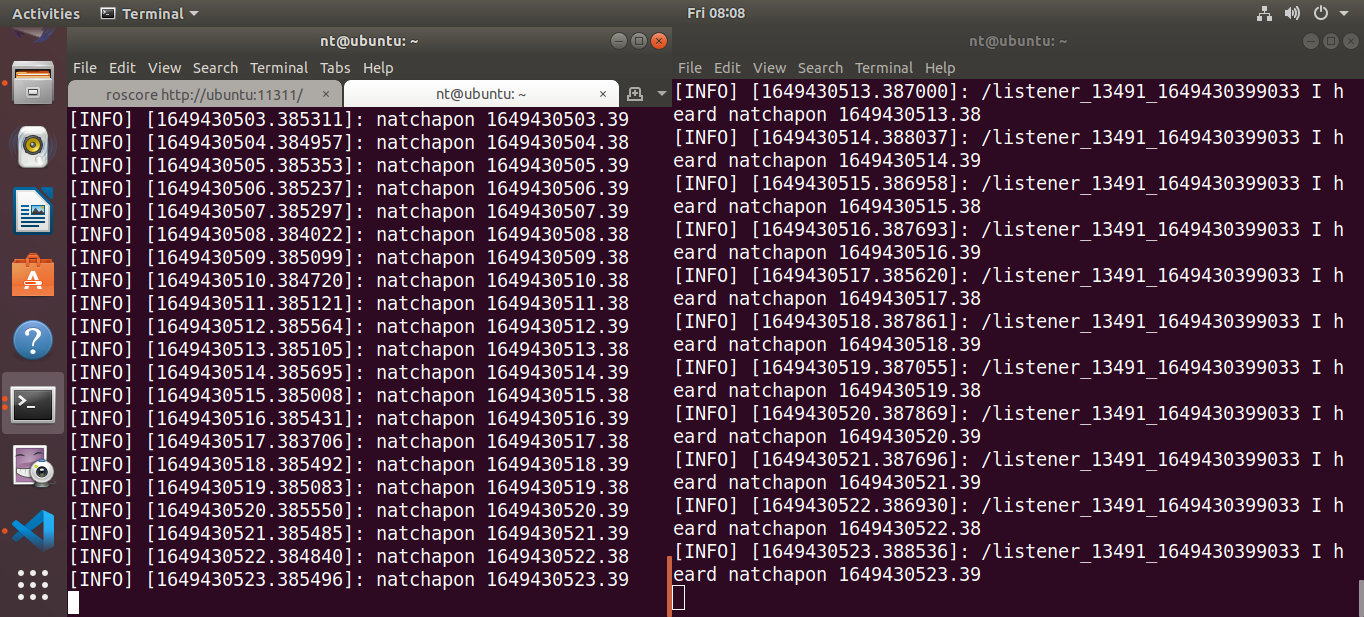 Activities Terminal Fri 08:08
nt@ubuntu: ~
File Edit View Search Terminal Tabs Help
roscore http://ubuntu:11311/ × nt@ubuntu: ~ ×
[INFO] [1649430503.385311]: natchapon 1649430503.39
[INFO] [1649430504.384957]: natchapon 1649430504.38
[INFO] [1649430505.385353]: natchapon 1649430505.39
[INFO] [1649430506.385237]: natchapon 1649430506.39
[INFO] [1649430507.385297]: natchapon 1649430507.39
[INFO] [1649430508.384022]: natchapon 1649430508.38
[INFO] [1649430509.385099]: natchapon 1649430509.38
[INFO] [1649430510.384720]: natchapon 1649430510.38
[INFO] [1649430511.385121]: natchapon 1649430511.38
[INFO] [1649430512.385564]: natchapon 1649430512.39
[INFO] [1649430513.385105]: natchapon 1649430513.38
[INFO] [1649430514.385695]: natchapon 1649430514.39
[INFO] [1649430515.385008]: natchapon 1649430515.38
[INFO] [1649430516.385431]: natchapon 1649430516.39
[INFO] [1649430517.383706]: natchapon 1649430517.38
[INFO] [1649430518.385492]: natchapon 1649430518.39
[INFO] [1649430519.385083]: natchapon 1649430519.38
[INFO] [1649430520.385550]: natchapon 1649430520.39
[INFO] [1649430521.385485]: natchapon 1649430521.39
[INFO] [1649430522.384840]: natchapon 1649430522.38
[INFO] [1649430523.385496]: natchapon 1649430523.39
nt@ubuntu: ~
File Edit View Search Terminal Help
[INFO] [1649430513.387000]: /listener_13491_1649430399033 I h
eard natchapon 1649430513.38
[INFO] [1649430514.388037]: /listener_13491_1649430399033 I h
eard natchapon 1649430514.39
[INFO] [1649430515.386958]: /listener_13491_1649430399033 I h
eard natchapon 1649430515.38
[INFO] [1649430516.387693]: /listener_13491_1649430399033 I h
eard natchapon 1649430516.39
[INFO] [1649430517.385620]: /listener_13491_1649430399033 I h
eard natchapon 1649430517.38
[INFO] [1649430518.387861]: /listener_13491_1649430399033 I h
eard natchapon 1649430518.39
[INFO] [1649430519.387055]: /listener_13491_1649430399033 I h
eard natchapon 1649430519.38
[INFO] [1649430520.387869]: /listener_13491_1649430399033 I h
eard natchapon 1649430520.39
[INFO] [1649430521.387696]: /listener_13491_1649430399033 I h
eard natchapon 1649430521.39
[INFO] [1649430522.386930]: /listener_13491_1649430399033 I h
eard natchapon 1649430522.38
[INFO] [1649430523.388536]: /listener_13491_1649430399033 I h
eard natchapon 1649430523.39